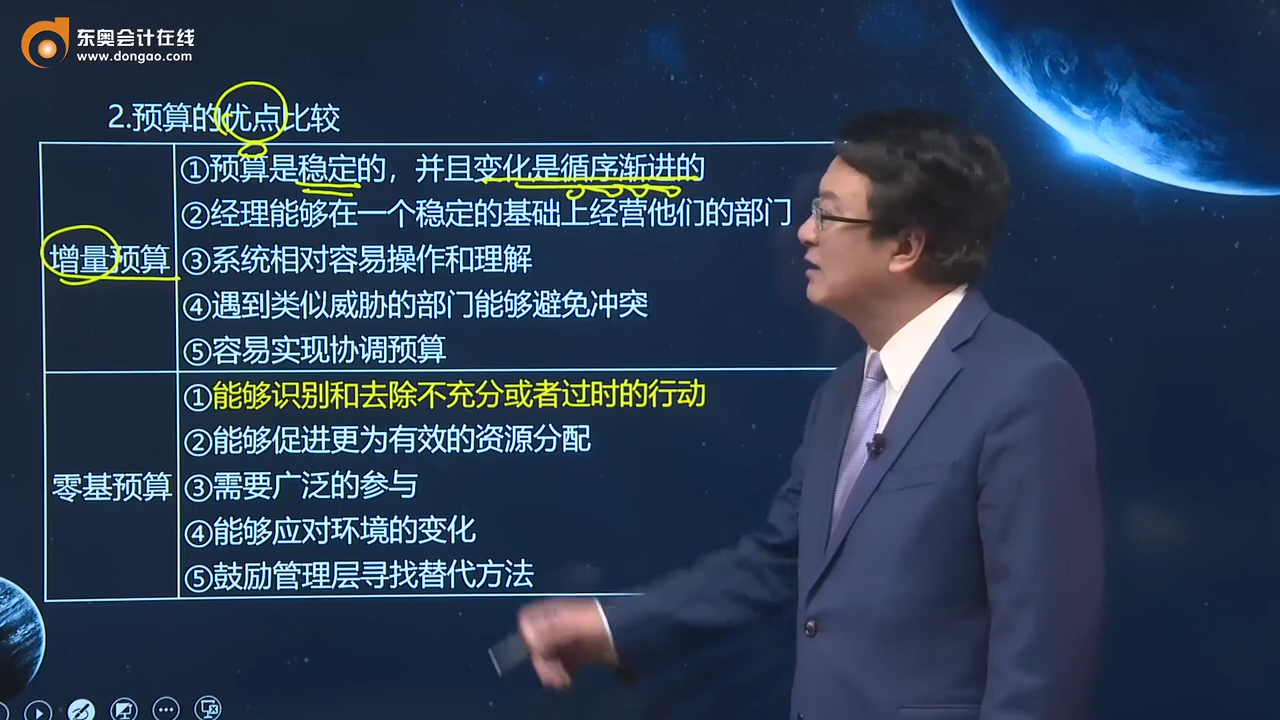 东奥会计在线
www.dongao.com
2.预算的优点比较
①预算是稳定的，并且变化是循序渐进的
②经理能够在一个稳定的基础上经营他们的部门
增量预算
③系统相对容易操作和理解
④遇到类似威胁的部门能够避免冲突
⑤容易实现协调预算
①能够识别和去除不充分或者过时的行动
②能够促进更为有效的资源分配
零基预算
③需要广泛的参与
④能够应对环境的变化
⑤鼓励管理层寻找替代方法